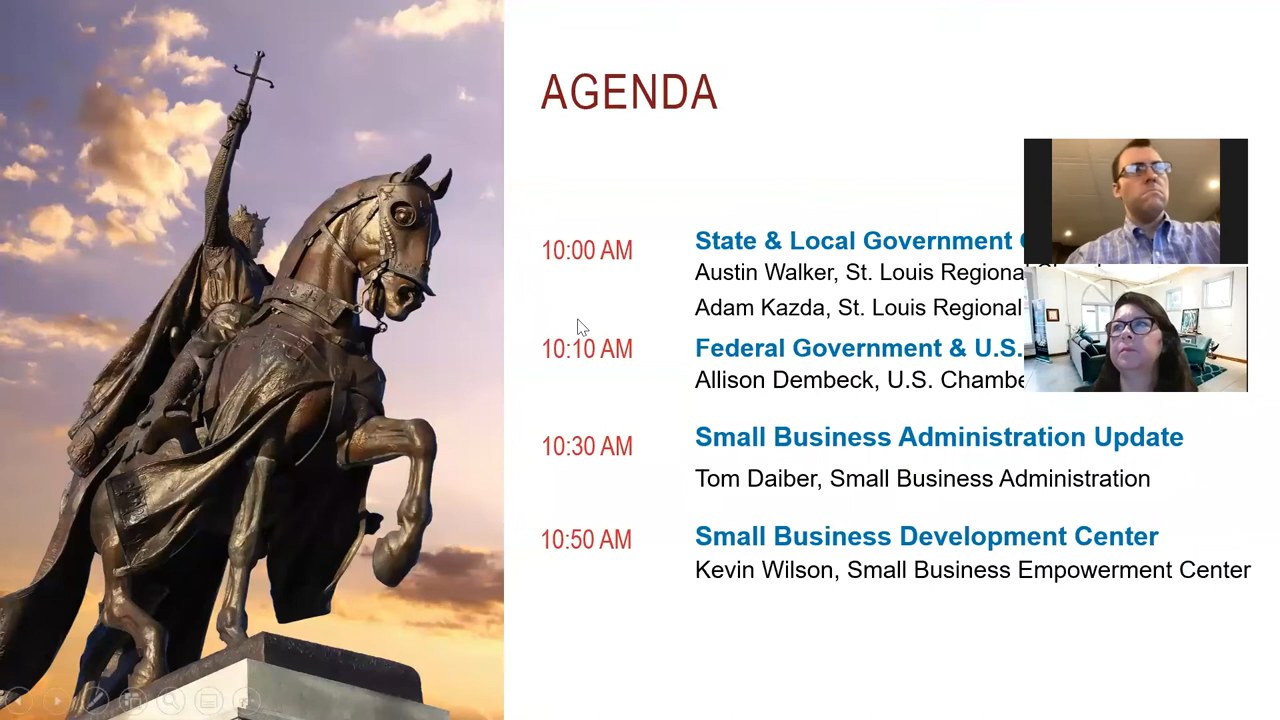 AGENDA
10:00 AM
State & Local Government
Austin Walker, St. Louis Regional
Adam Kazda, St. Louis Regional
10:10 AM
Federal Government & U.S.
Allison Dembeck, U.S. Chambe
10:30 AM
Small Business Administration Update
Tom Daiber, Small Business Administration
10:50 AM
Small Business Development Center
Kevin Wilson, Small Business Empowerment Center